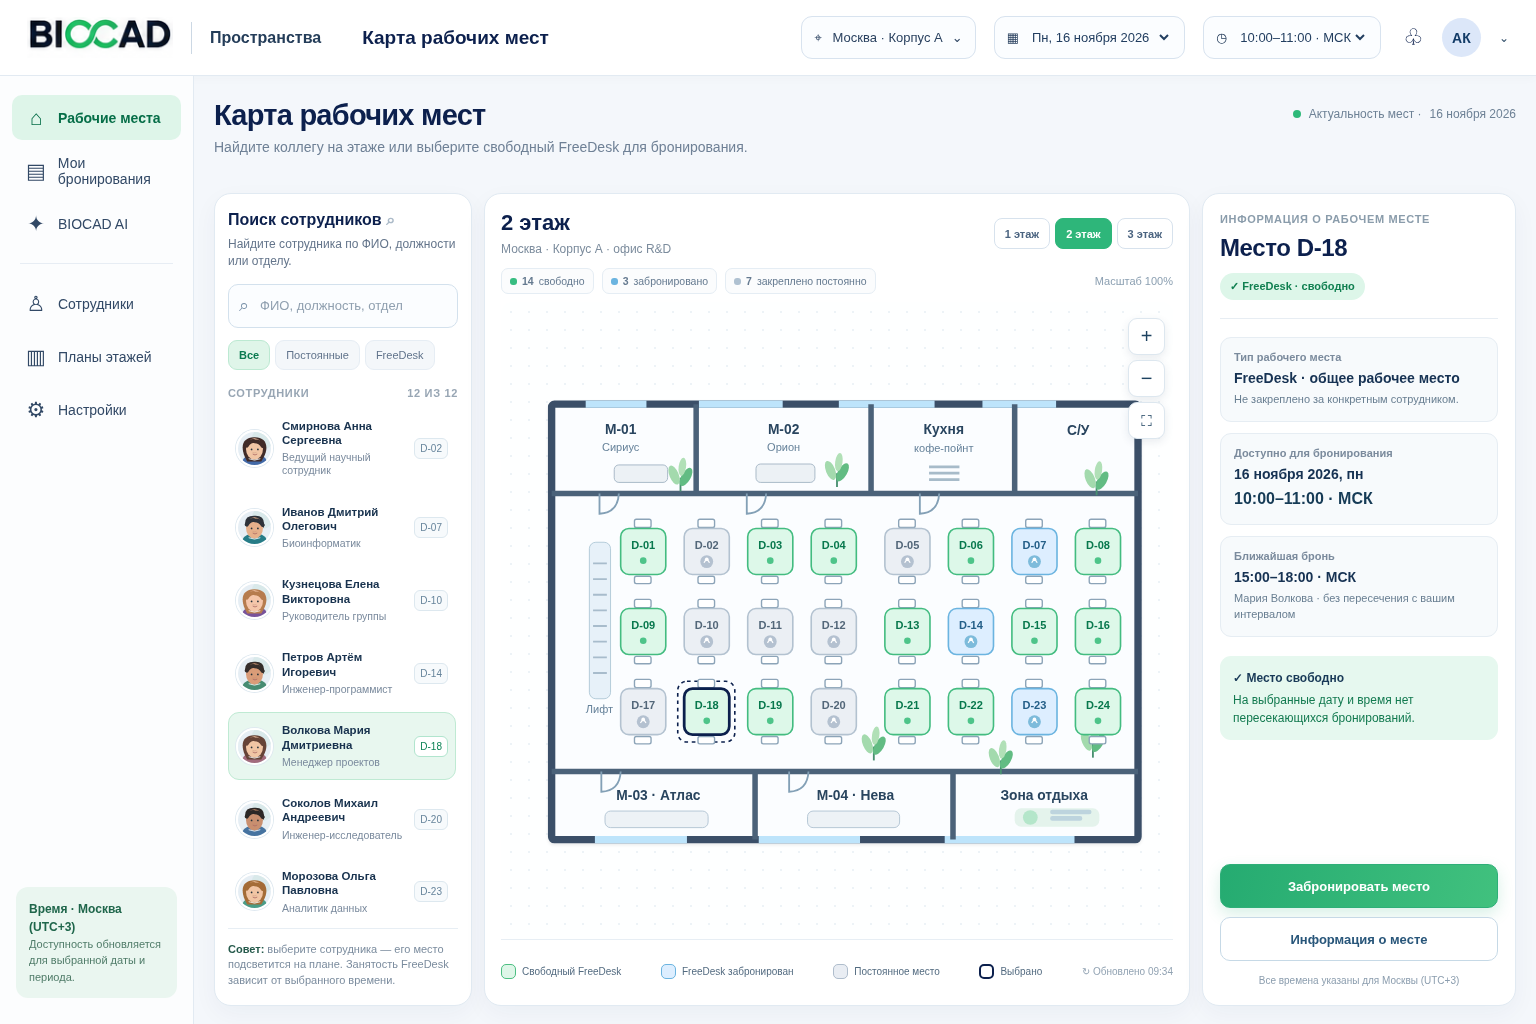 BIOCAD
Пространства
Карта рабочих мест
Москва · Корпус А
Пн, 16 ноября 2026
10:00–11:00 · МСК
АК
Рабочие места
Мои
бронирования
BIOCAD AI
Сотрудники
Планы этажей
Настройки
Время · Москва
(UTC+3)
Доступность обновляется
для выбранной даты и
периода.
Карта рабочих мест
Найдите коллегу на этаже или выберите свободный FreeDesk для бронирования.
Актуальность мест · 16 ноября 2026
Поиск сотрудников
Найдите сотрудника по ФИО, должности
или отделу.
ФИО, должность, отдел
Все
Постоянные
FreeDesk
СОТРУДНИКИ
12 ИЗ 12
Смирнова Анна
Сергеевна
Ведущий научный
сотрудник
D-02
Иванов Дмитрий
Олегович
Биоинформатик
D-07
Кузнецова Елена
Викторовна
Руководитель группы
D-10
Петров Артём
Игоревич
Инженер-программист
D-14
Волкова Мария
Дмитриевна
Менеджер проектов
D-18
Соколов Михаил
Андреевич
Инженер-исследователь
D-20
Морозова Ольга
Павловна
Аналитик данных
D-23
Совет: выберите сотрудника — его место
подсветится на плане. Занятость FreeDesk
зависит от выбранного времени.
2 этаж
Москва · Корпус А · офис R&D
1 этаж
2 этаж
3 этаж
14 свободно
3 забронировано
7 закреплено постоянно
Масштаб 100%
+
−
М-01
Сириус
М-02
Орион
Кухня
кофе-пойнт
С/У
D-01
D-02
D-03
D-04
D-05
D-06
D-07
D-08
D-09
D-10
D-11
D-12
D-13
D-14
D-15
D-16
Лифт
D-17
D-18
D-19
D-20
D-21
D-22
D-23
D-24
М-03 · Атлас
М-04 · Нева
Зона отдыха
Свободный FreeDesk
FreeDesk забронирован
Постоянное место
Выбрано
↻ Обновлено 09:34
ИНФОРМАЦИЯ О РАБОЧЕМ МЕСТЕ
Место D-18
✓ FreeDesk · свободно
Тип рабочего места
FreeDesk · общее рабочее место
Не закреплено за конкретным сотрудником.
Доступно для бронирования
16 ноября 2026, пн
10:00–11:00 · МСК
Ближайшая бронь
15:00–18:00 · МСК
Мария Волкова · без пересечения с вашим
интервалом
✓ Место свободно
На выбранные дату и время нет
пересекающихся бронирований.
Забронировать место
Информация о месте
Все времена указаны для Москвы (UTC+3)